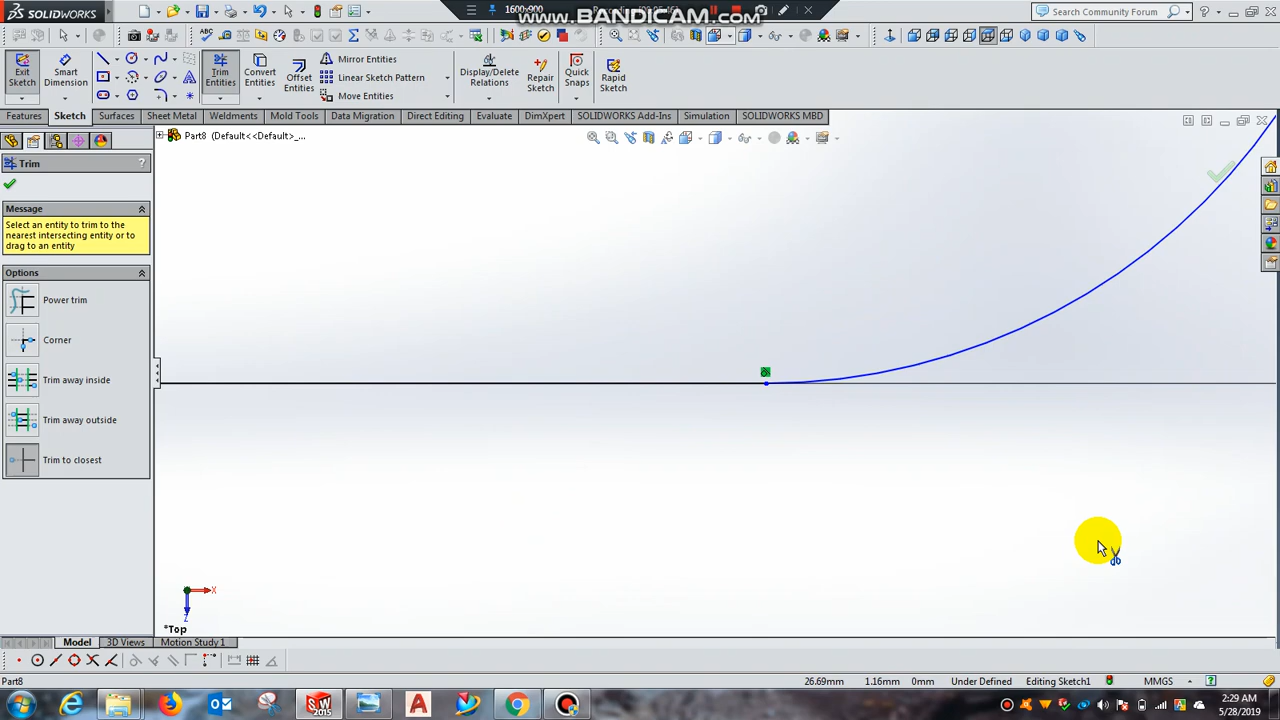 SOLIDWORKS
1600x900
www.BANDICAM.com
Search Community Forum
Exit Sketch
Smart Dimension
Trim Entities
Convert Entities
Offset Entities
Mirror Entities
Linear Sketch Pattern
Move Entities
Display/Delete Relations
Repair Sketch
Quick Snaps
Rapid Sketch
Features Sketch Surfaces Sheet Metal Weldments Mold Tools Data Migration Direct Editing Evaluate DimXpert SOLIDWORKS Add-Ins Simulation SOLIDWORKS MBD
Part8 (Default<<Default>_...
Trim
?
Message
Select an entity to trim to the
nearest intersecting entity or to
drag to an entity
Options
Power trim
Corner
Trim away inside
Trim away outside
Trim to closest
X
Z
*Top
Model 3D Views Motion Study 1
Part8 26.69mm 1.16mm 0mm Under Defined Editing Sketch1 MMGS
2:29 AM
5/28/2019